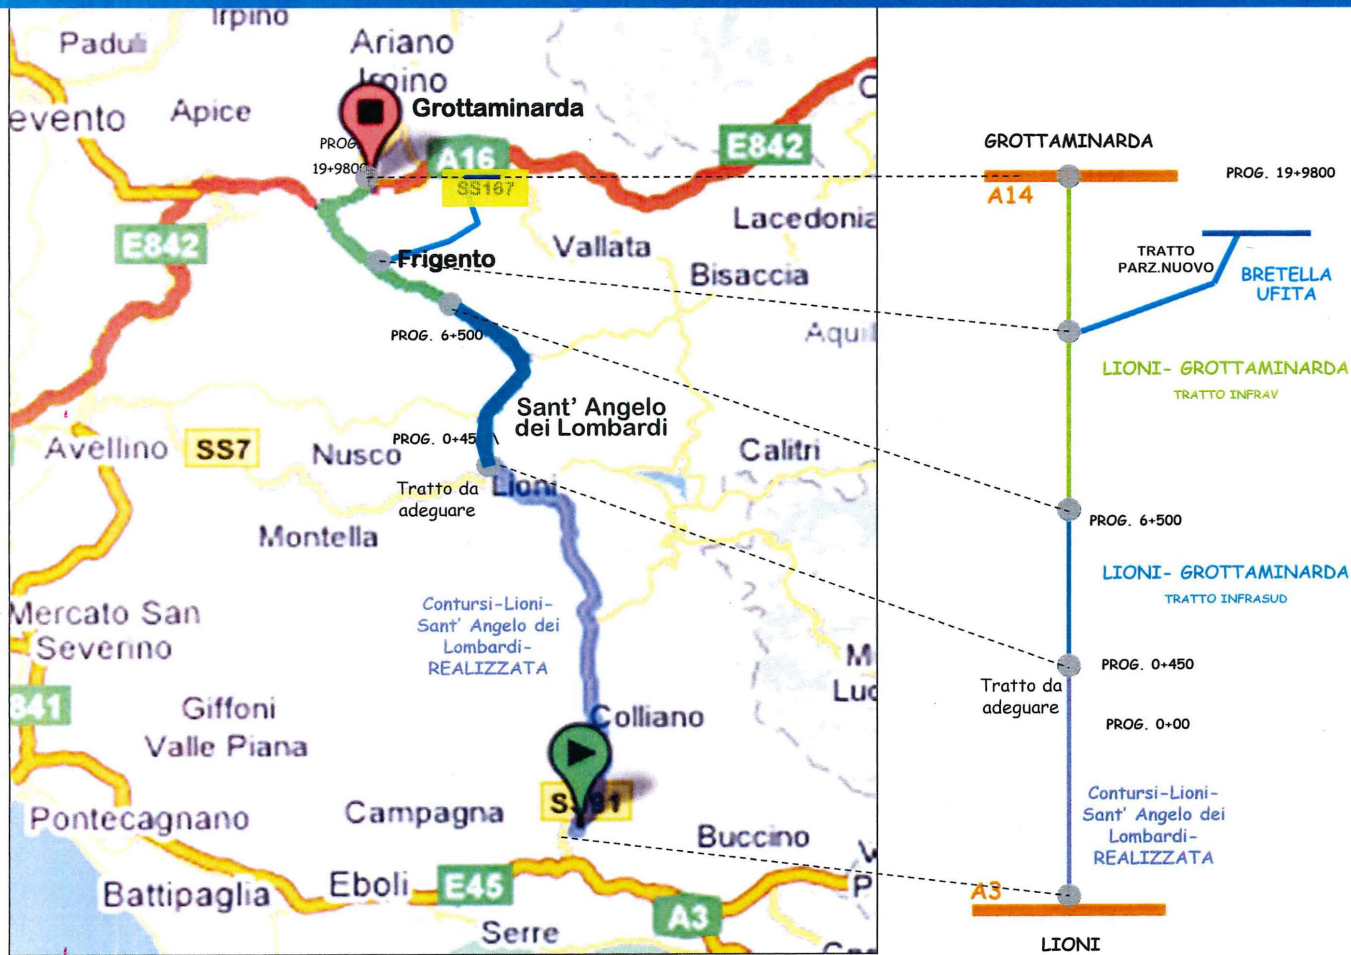 Irpino
Paduli
Ariano
Irpino
Grottaminarda
Apice
evento
PROG.
19+9800
A16
E842
SS167
E842
Lacedonia
Frigento
Vallata
Bisaccia
PROG. 6+500
Sant' Angelo
dei Lombardi
Avellino
SS7
Nusco
PROG. 0+45
Calitri
Lioni
Tratto da
adeguare
Montella
Mercato San
Severino
Contursi-Lioni-
Sant' Angelo dei
Lombardi-
REALIZZATA
841
Giffoni
Valle Piana
Colliano
Pontecagnano
Campagna
Buccino
Battipaglia
Eboli
E45
A3
Serre
GROTTAMINARDA
PROG. 19+9800
A14
TRATTO
PARZ.NUOVO
BRETELLA
UFITA
LIONI- GROTTAMINARDA
TRATTO INFRAV
PROG. 6+500
LIONI- GROTTAMINARDA
TRATTO INFRASUD
PROG. 0+450
Tratto da
adeguare
PROG. 0+00
Contursi-Lioni-
Sant' Angelo dei
Lombardi-
REALIZZATA
A3
LIONI